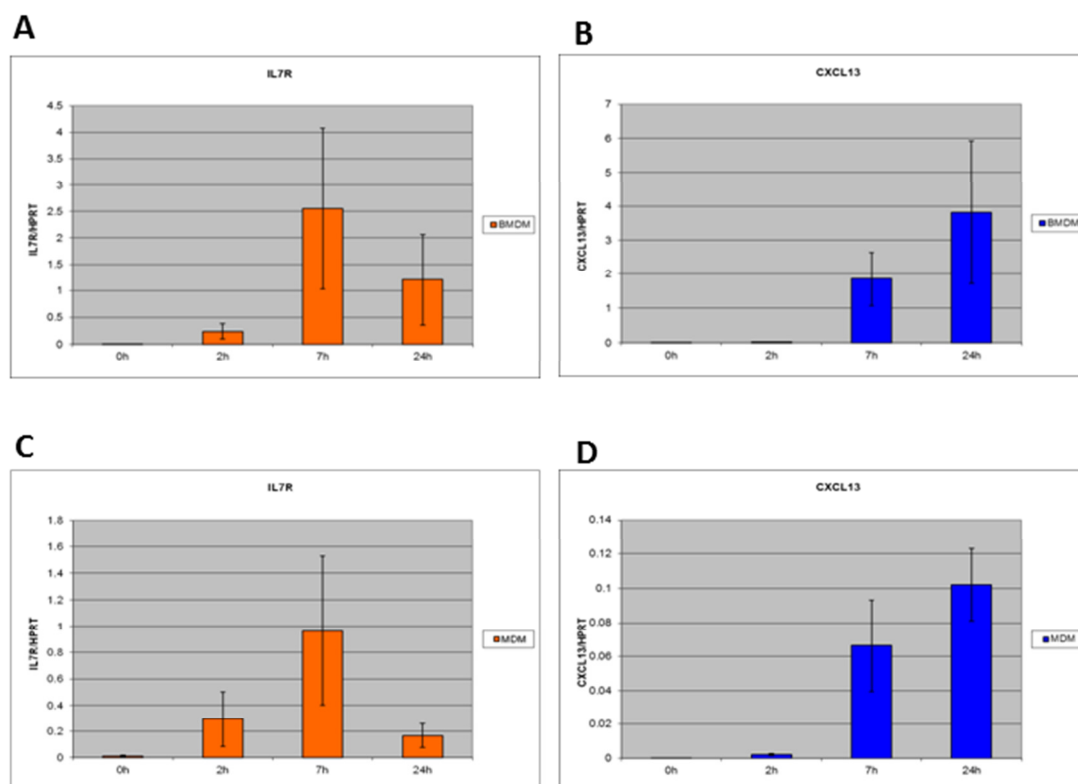 A
IL7R
IL7R/HPRT
4.5
4
3.5
3
2.5
2
1.5
1
0.5
0
0h
2h
7h
24h
BMDM
B
CXCL13
CXCL13/HPRT
7
6
5
4
3
2
1
0
0h
2h
7h
24h
BMDM
C
IL7R
IL7R/HPRT
1.8
1.6
1.4
1.2
1
0.8
0.6
0.4
0.2
0
0h
2h
7h
24h
MDM
D
CXCL13
CXCL13/HPRT
0.14
0.12
0.1
0.08
0.06
0.04
0.02
0
0h
2h
7h
24h
MDM